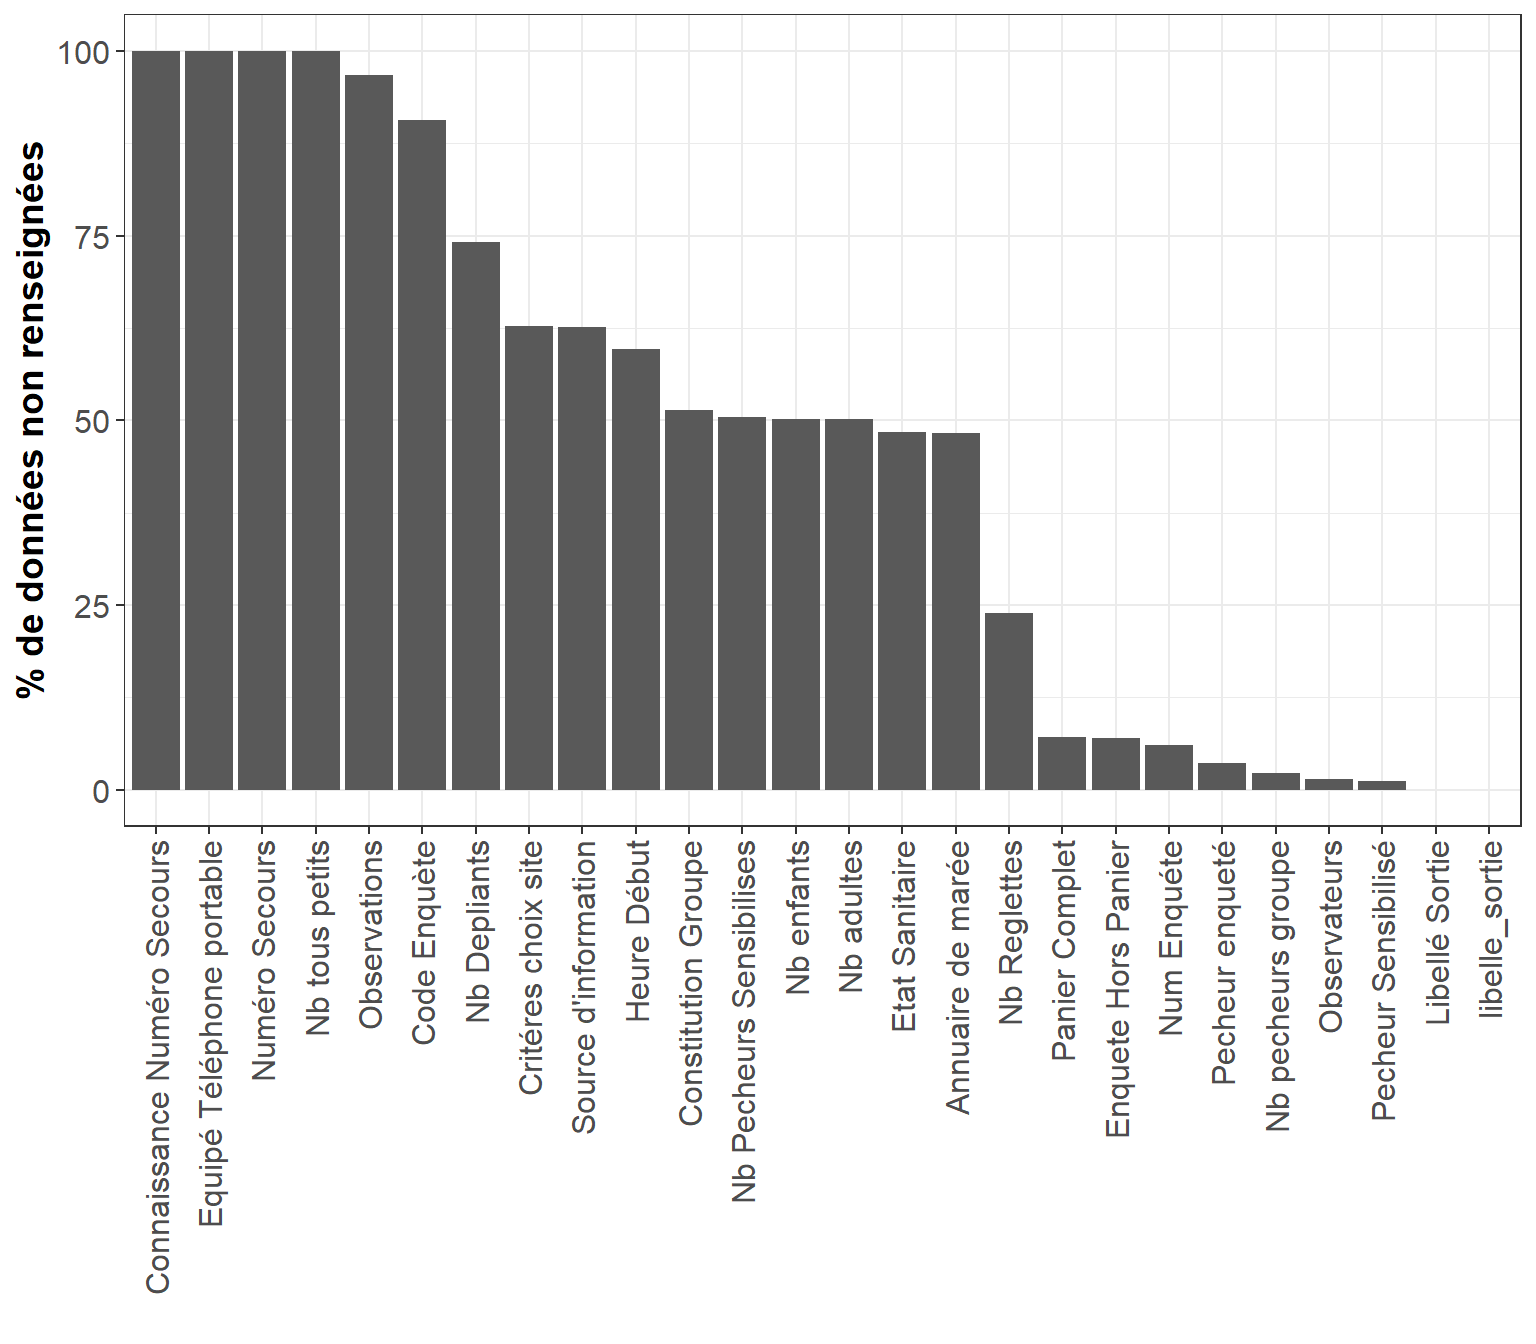 % de données non renseignées
100
75
50
25
0
Connaissance Numéro Secours
Equipé Téléphone portable
Numéro Secours
Nb tous petits
Observations
Code Enquète
Nb Depliants
Critéres choix site
Source d'information
Heure Début
Constitution Groupe
Nb Pecheurs Sensibilises
Nb enfants
Nb adultes
Etat Sanitaire
Annuaire de marée
Nb Reglettes
Panier Complet
Enquete Hors Panier
Num Enquéte
Pecheur enqueté
Nb pecheurs groupe
Observateurs
Pecheur Sensibilisé
Libellé Sortie
libelle_sortie